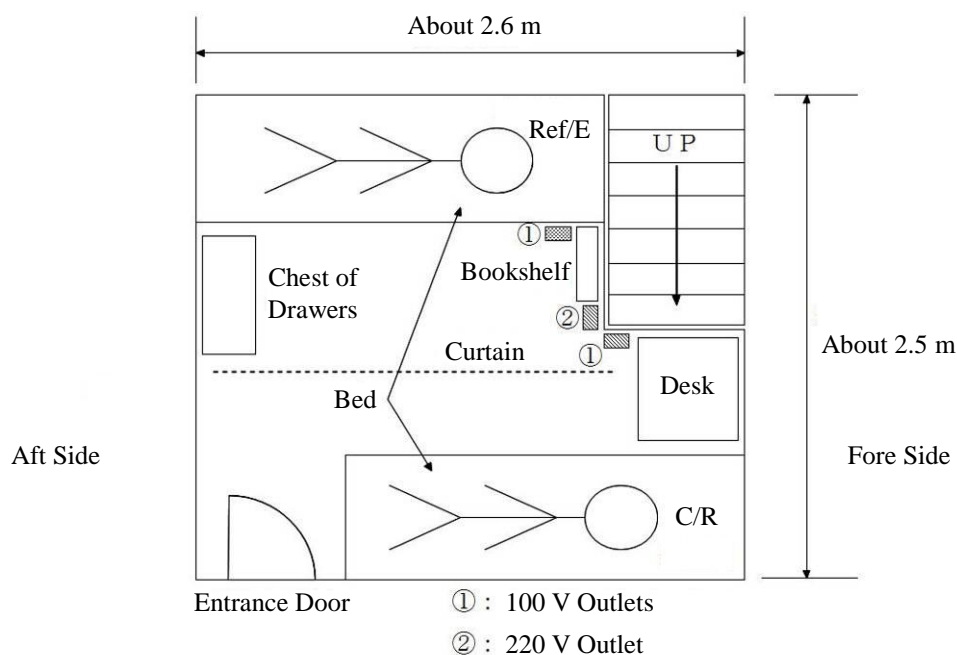 About 2.6 m
Ref/E
UP
①
Bookshelf
Chest of
Drawers
②
①
Curtain
About 2.5 m
Desk
Bed
Aft Side
Fore Side
C/R
Entrance Door
①： 100 V Outlets
②： 220 V Outlet